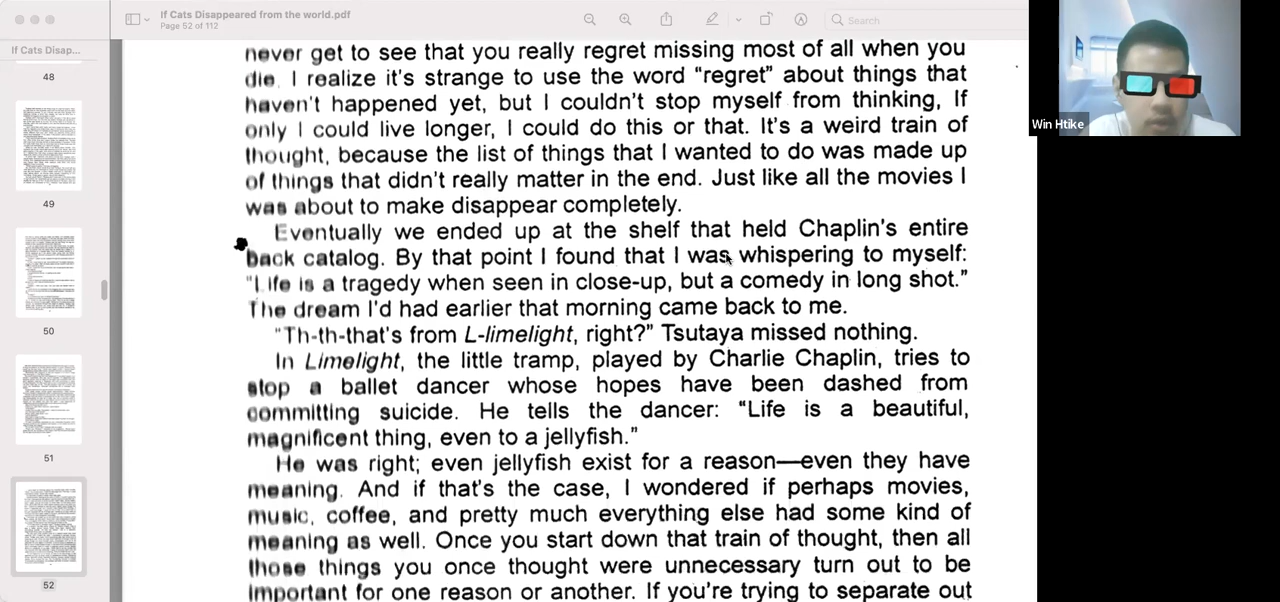 If Cats Disappeared from the world.pdf
Page 52 of 112
Search
If Cats Disap...
48
49
50
51
52
never get to see that you really regret missing most of all when you
die. I realize it's strange to use the word "regret" about things that
haven't happened yet, but I couldn't stop myself from thinking, If
only I could live longer, I could do this or that. It's a weird train of
thought, because the list of things that I wanted to do was made up
of things that didn't really matter in the end. Just like all the movies I
was about to make disappear completely.
Eventually we ended up at the shelf that held Chaplin's entire
back catalog. By that point I found that I was whispering to myself:
"Life is a tragedy when seen in close-up, but a comedy in long shot."
The dream I'd had earlier that morning came back to me.
"Th-th-that's from L-limelight, right?" Tsutaya missed nothing.
In Limelight, the little tramp, played by Charlie Chaplin, tries to
stop a ballet dancer whose hopes have been dashed from
committing suicide. He tells the dancer: "Life is a beautiful,
magnificent thing, even to a jellyfish."
He was right; even jellyfish exist for a reason—even they have
meaning. And if that's the case, I wondered if perhaps movies,
music, coffee, and pretty much everything else had some kind of
meaning as well. Once you start down that train of thought, then all
those things you once thought were unnecessary turn out to be
important for one reason or another. If you're trying to separate out
Win Htike